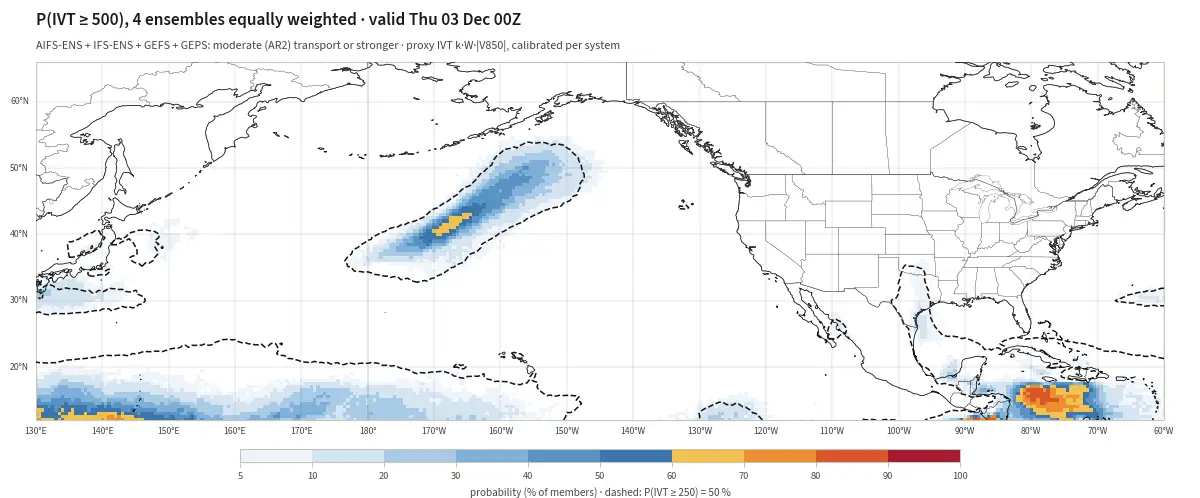 P(IVT ≥ 500), 4 ensembles equally weighted · valid Thu 03 Dec 00Z
AIFS-ENS + IFS-ENS + GEFS + GEPS: moderate (AR2) transport or stronger · proxy IVT k·W·|V850|, calibrated per system
60°N
50°N
40°N
30°N
20°N
130°E 140°E 150°E 160°E 170°E 180° 170°W 160°W 150°W 140°W 130°W 120°W 110°W 100°W 90°W 80°W 70°W 60°W
5 10 20 30 40 50 60 70 80 90 100
probability (% of members) · dashed: P(IVT ≥ 250) = 50 %